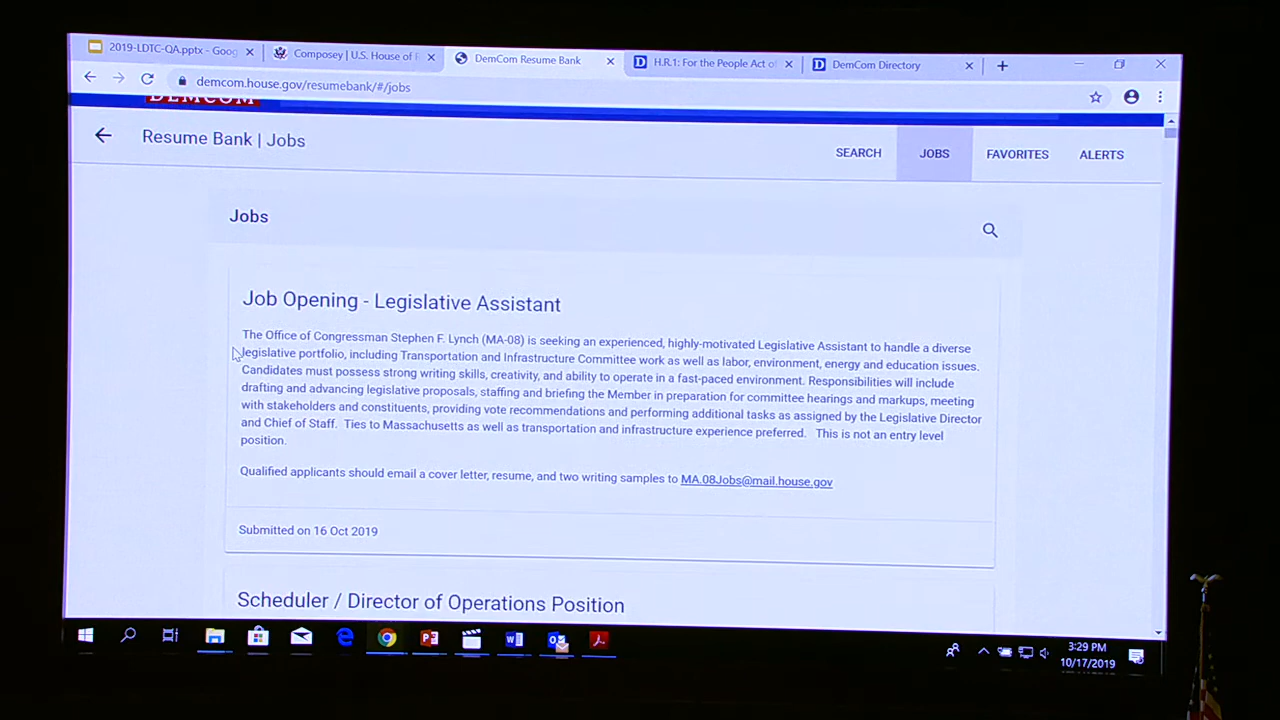 2019-LDTC-QA.pptx - Goog
Composey | U.S. House of
DemCom Resume Bank
H.R.1: For the People Act of
DemCom Directory
demcom.house.gov/resumebank/#/jobs
DEMCOM
Resume Bank | Jobs
SEARCH
JOBS
FAVORITES
ALERTS
Jobs
Job Opening - Legislative Assistant
The Office of Congressman Stephen F. Lynch (MA-08) is seeking an experienced, highly-motivated Legislative Assistant to handle a diverse
legislative portfolio, including Transportation and Infrastructure Committee work as well as labor, environment, energy and education issues.
Candidates must possess strong writing skills, creativity, and ability to operate in a fast-paced environment. Responsibilities will include
drafting and advancing legislative proposals, staffing and briefing the Member in preparation for committee hearings and markups, meeting
with stakeholders and constituents, providing vote recommendations and performing additional tasks as assigned by the Legislative Director
and Chief of Staff. Ties to Massachusetts as well as transportation and infrastructure experience preferred. This is not an entry level
position.
Qualified applicants should email a cover letter, resume, and two writing samples to MA.08Jobs@mail.house.gov
Submitted on 16 Oct 2019
Scheduler / Director of Operations Position
3:29 PM
10/17/2019